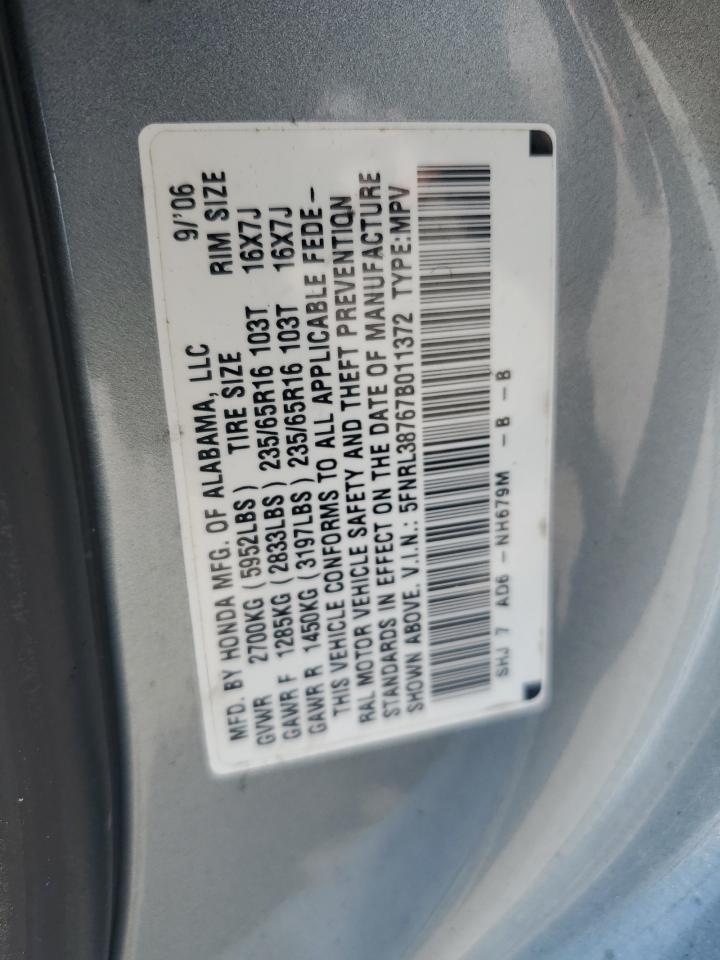 9/'06
MFD. BY HONDA MFG. OF ALABAMA, LLC
TIRE SIZE RIM SIZE
GVWR 2700KG (5952LBS)
GAWR F 1285KG (2833LBS) 235/65R16 103T 16X7J
GAWR R 1450KG (3197LBS) 235/65R16 103T 16X7J
THIS VEHICLE CONFORMS TO ALL APPLICABLE FEDE-
RAL MOTOR VEHICLE SAFETY AND THEFT PREVENTION
STANDARDS IN EFFECT ON THE DATE OF MANUFACTURE
SHOWN ABOVE. V.I.N.: 5FNRL38767B011372 TYPE:MPV
SHJ 7 AD6 - NH679M - B - B